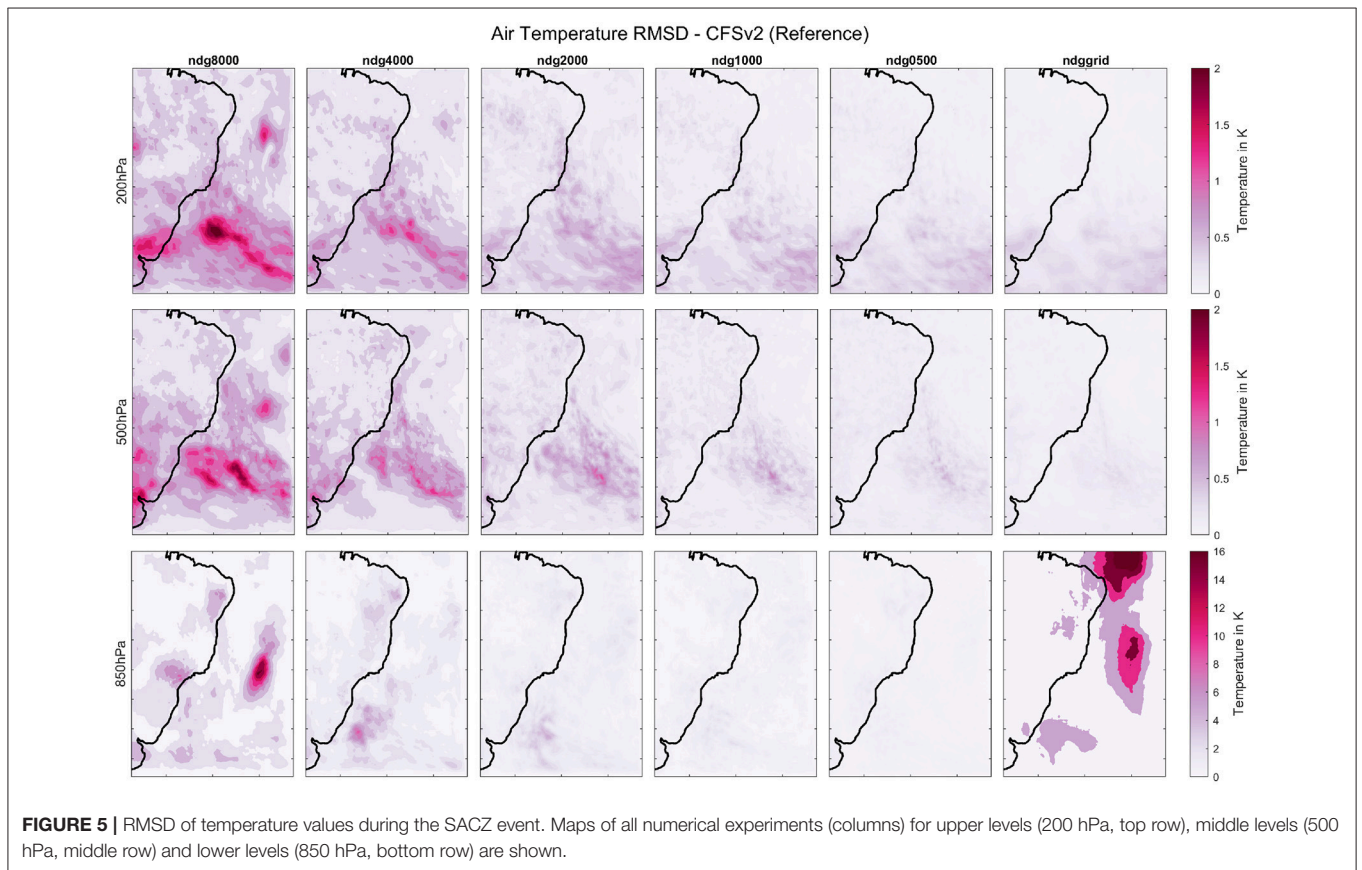 Air Temperature RMSD - CFSv2 (Reference)
ndg8000 ndg4000 ndg2000 ndg1000 ndg0500 ndggrid
200hPa
2
1.5
1
0.5
0
Temperature in K
500hPa
2
1.5
1
0.5
0
Temperature in K
850hPa
16
14
12
10
8
6
4
2
0
Temperature in K
FIGURE 5 | RMSD of temperature values during the SACZ event. Maps of all numerical experiments (columns) for upper levels (200 hPa, top row), middle levels (500
hPa, middle row) and lower levels (850 hPa, bottom row) are shown.